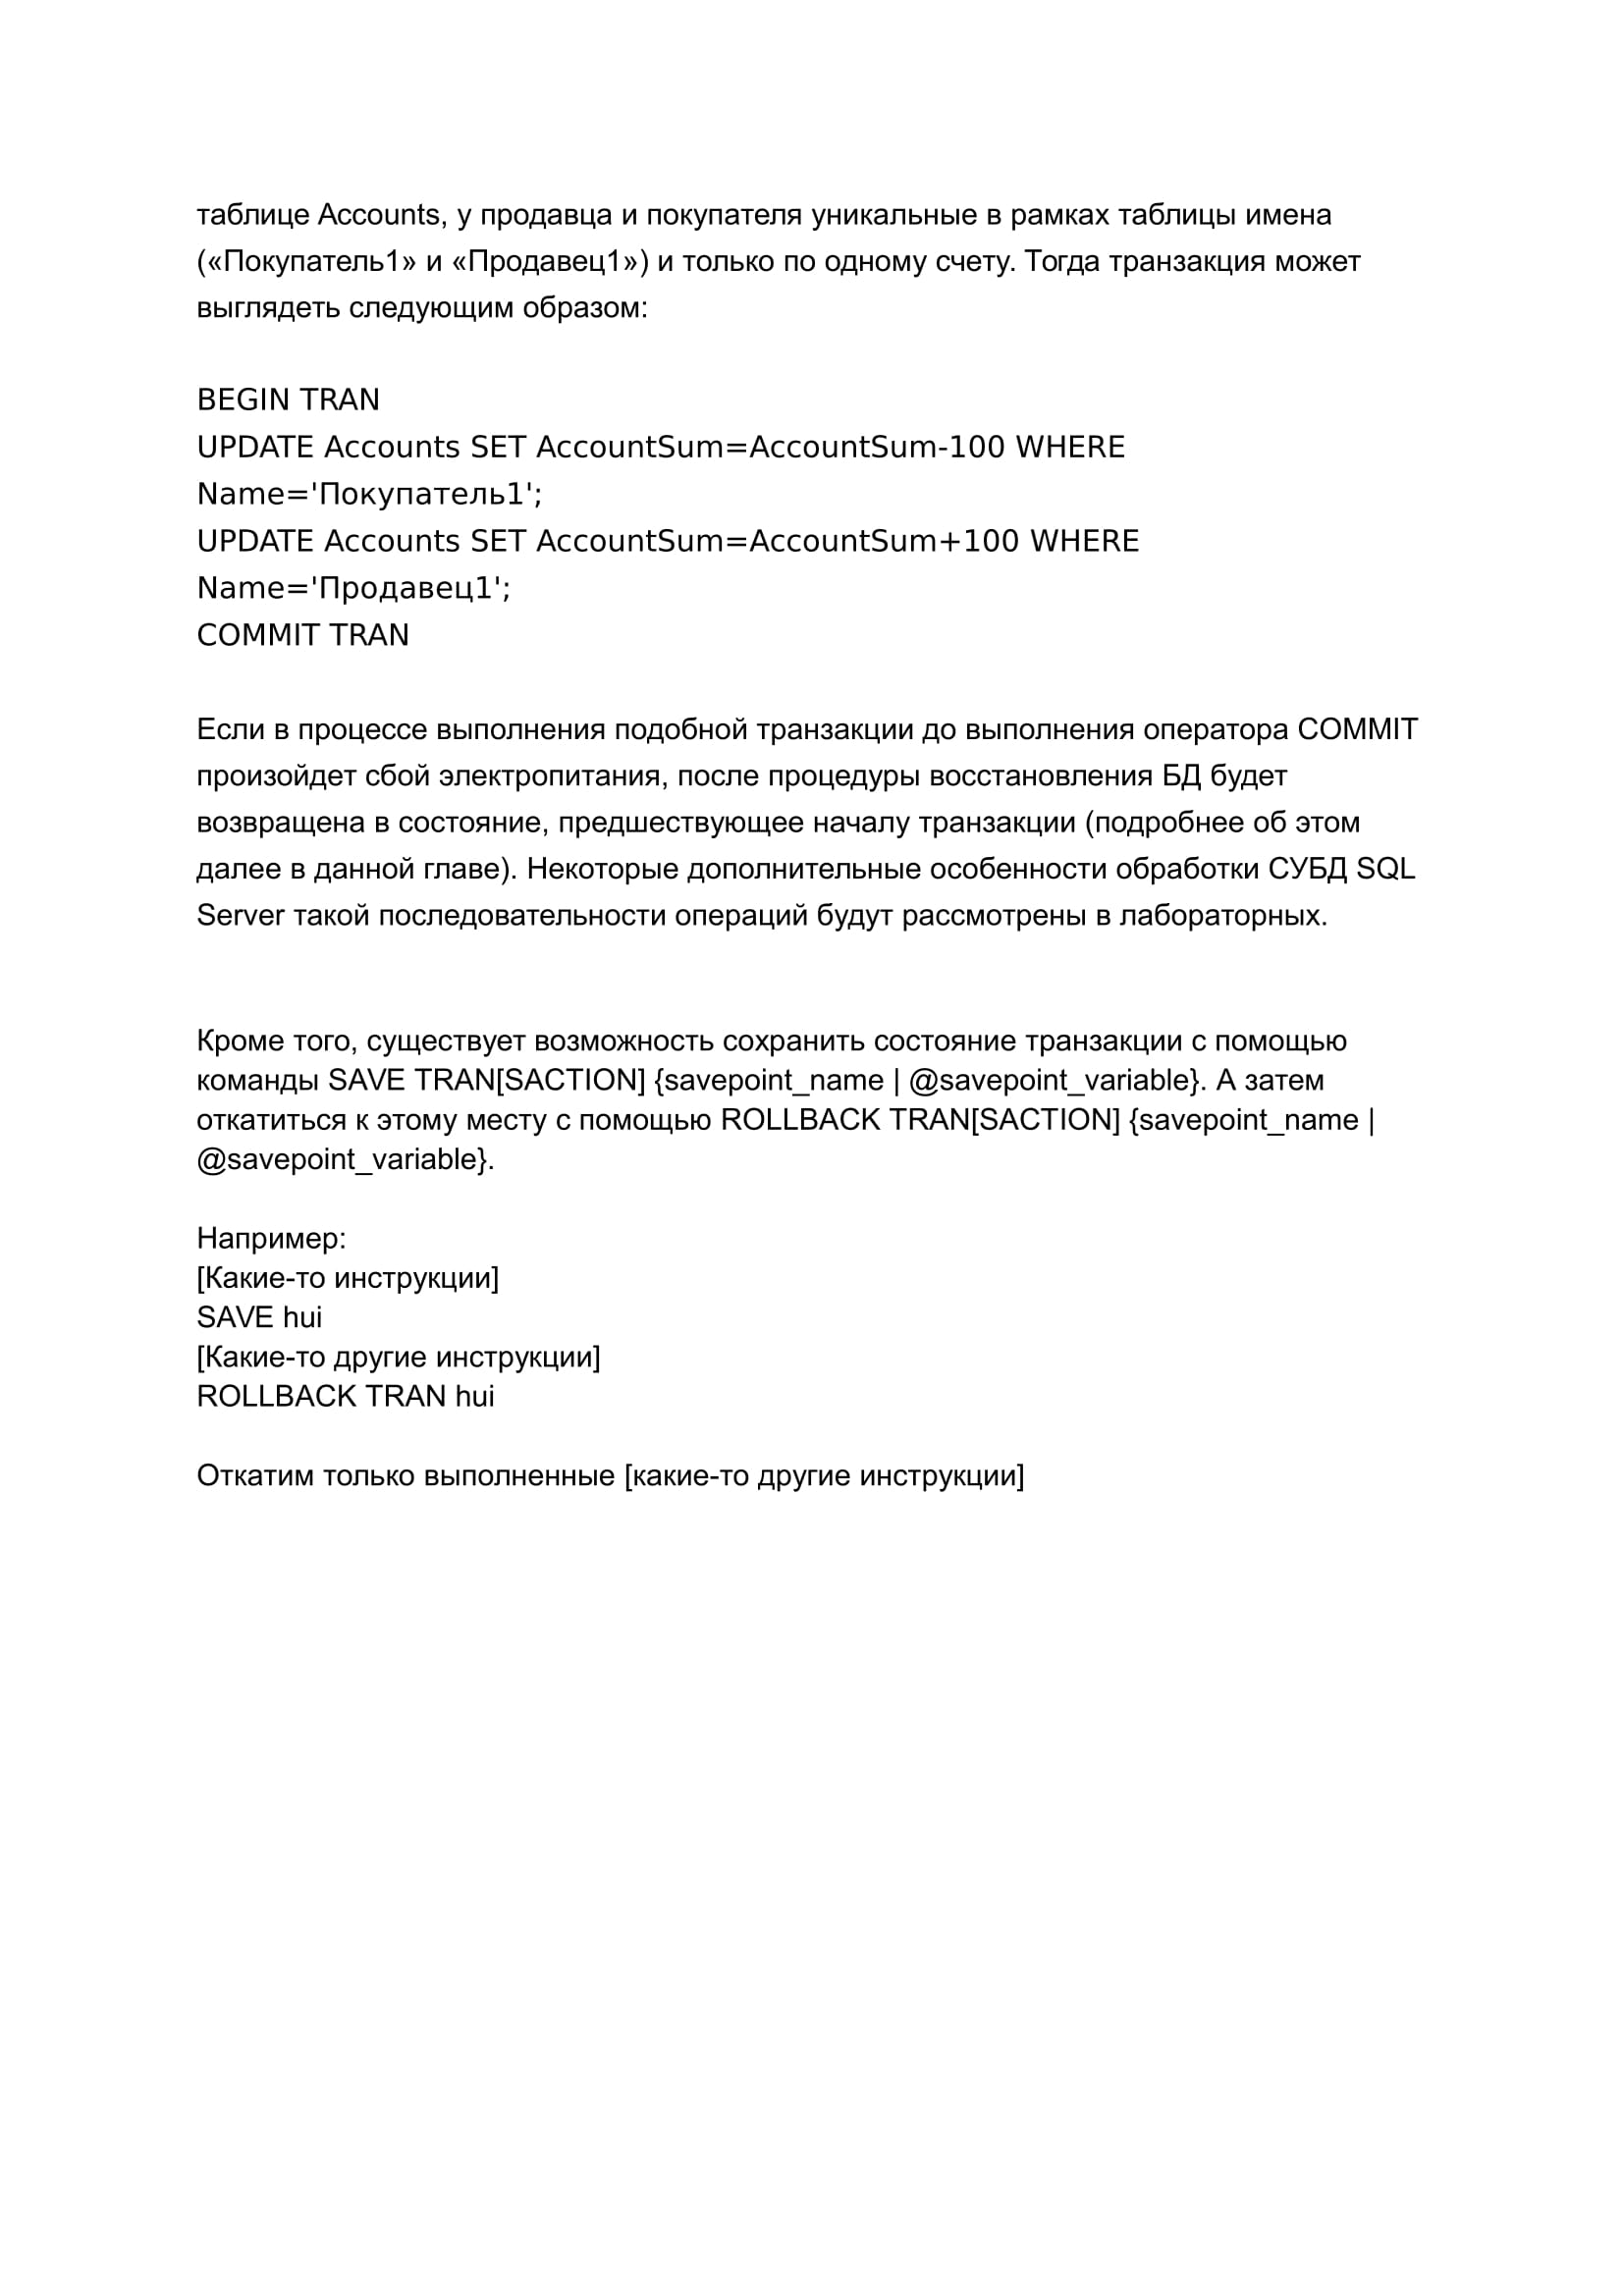 таблице Accounts, у продавца и покупателя уникальные в рамках таблицы имена
(«Покупатель1» и «Продавец1») и только по одному счету. Тогда транзакция может
выглядеть следующим образом:
BEGIN TRAN
UPDATE Accounts SET AccountSum=AccountSum-100 WHERE
Name='Покупатель1';
UPDATE Accounts SET AccountSum=AccountSum+100 WHERE
Name='Продавец1';
COMMIT TRAN
Если в процессе выполнения подобной транзакции до выполнения оператора COMMIT
произойдет сбой электропитания, после процедуры восстановления БД будет
возвращена в состояние, предшествующее началу транзакции (подробнее об этом
далее в данной главе). Некоторые дополнительные особенности обработки СУБД SQL
Server такой последовательности операций будут рассмотрены в лабораторных.
Кроме того, существует возможность сохранить состояние транзакции с помощью
команды SAVE TRAN[SACTION] {savepoint_name | @savepoint_variable}. А затем
откатиться к этому месту с помощью ROLLBACK TRAN[SACTION] {savepoint_name |
@savepoint_variable}.
Например:
[Какие-то инструкции]
SAVE hui
[Какие-то другие инструкции]
ROLLBACK TRAN hui
Откатим только выполненные [какие-то другие инструкции]